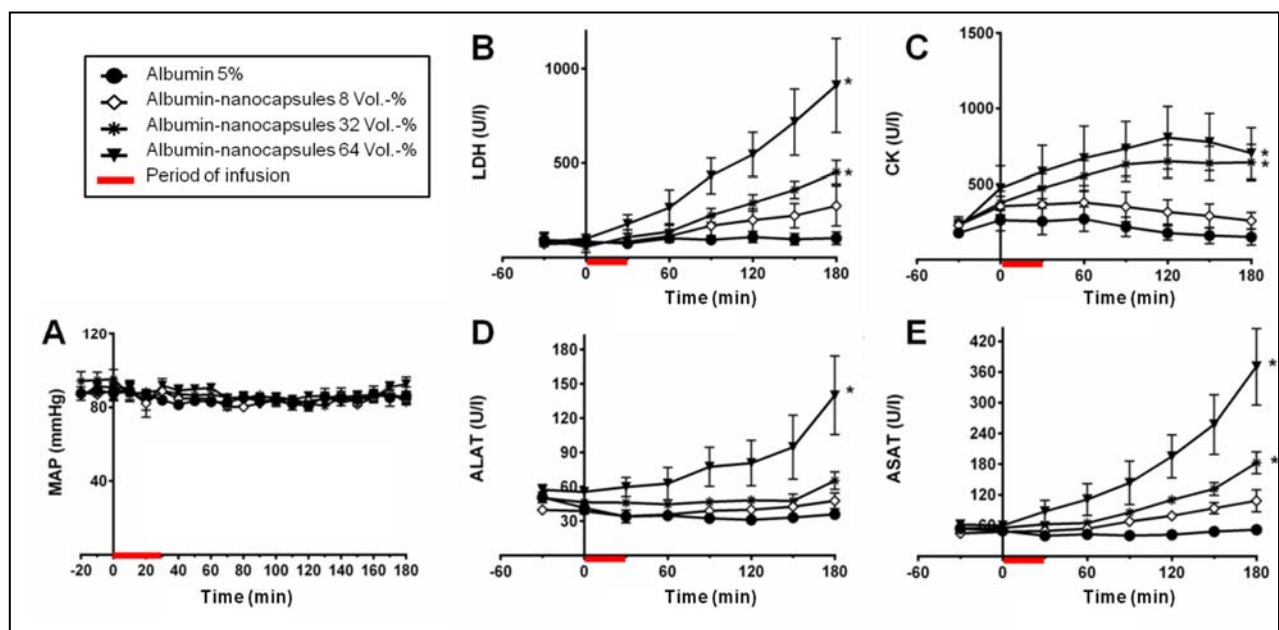 Albumin 5%
Albumin-nanocapsules 8 Vol.-%
Albumin-nanocapsules 32 Vol.-%
Albumin-nanocapsules 64 Vol.-%
Period of infusion
B
LDH (U/l)
1000
500
-60 0 60 120 180
Time (min)
*
*
C
CK (U/l)
1500
1000
500
-60 0 60 120 180
Time (min)
*
*
A
MAP (mmHg)
120
80
40
-20 0 20 40 60 80 100 120 140 160 180
Time (min)
D
ALAT (U/l)
180
150
120
90
60
30
-60 0 60 120 180
Time (min)
*
E
ASAT (U/l)
420
360
300
240
180
120
60
-60 0 60 120 180
Time (min)
*
*